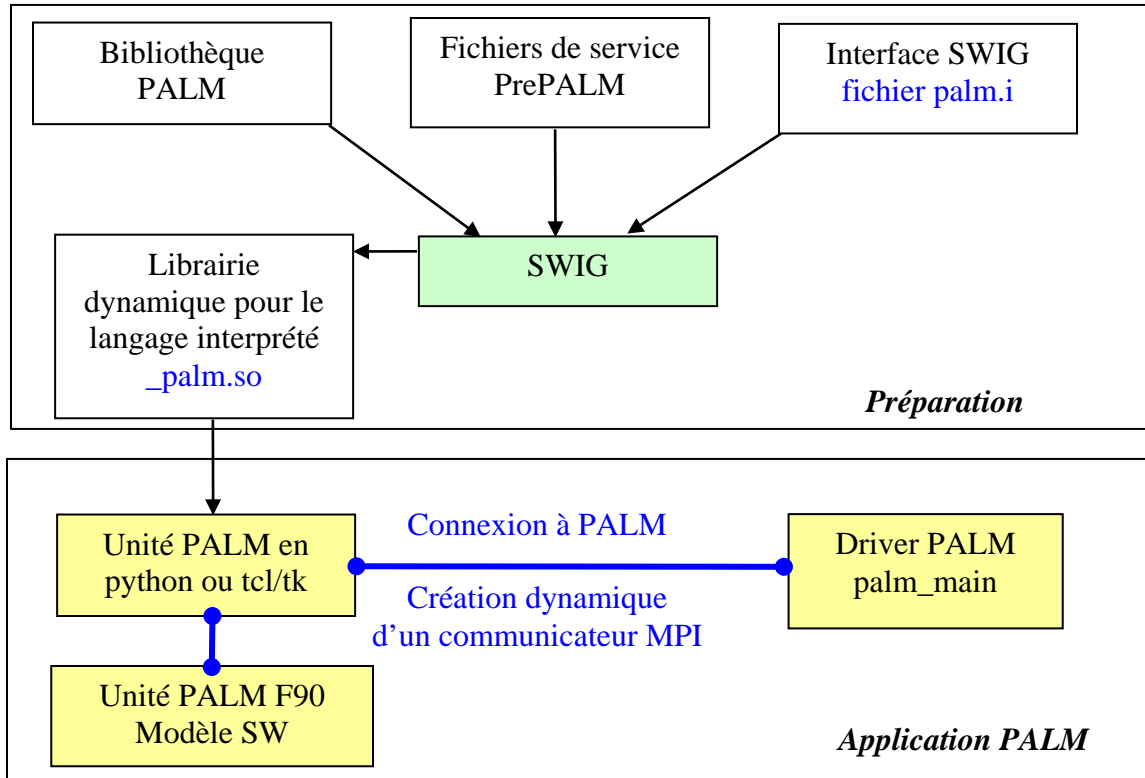 Bibliothèque
PALM
Fichiers de service
PrePALM
Interface SWIG
fichier palm.i
Librairie
dynamique pour le
langage interprété
_palm.so
SWIG
Préparation
Unité PALM en
python ou tcl/tk
Connexion à PALM
Création dynamique
d'un communicateur MPI
Driver PALM
palm_main
Unité PALM F90
Modèle SW
Application PALM